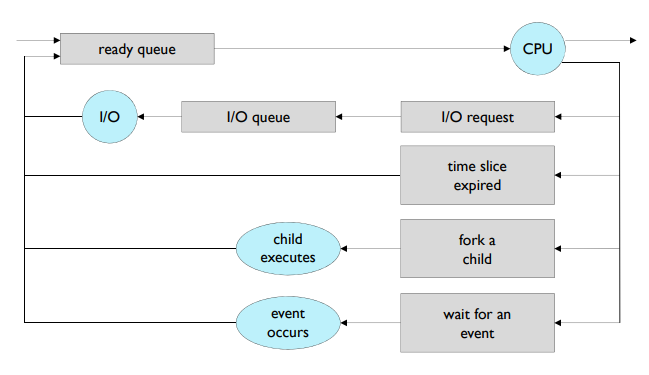 ready queue
CPU
I/O
I/O queue
I/O request
time slice
expired
child
executes
fork a
child
event
occurs
wait for an
event